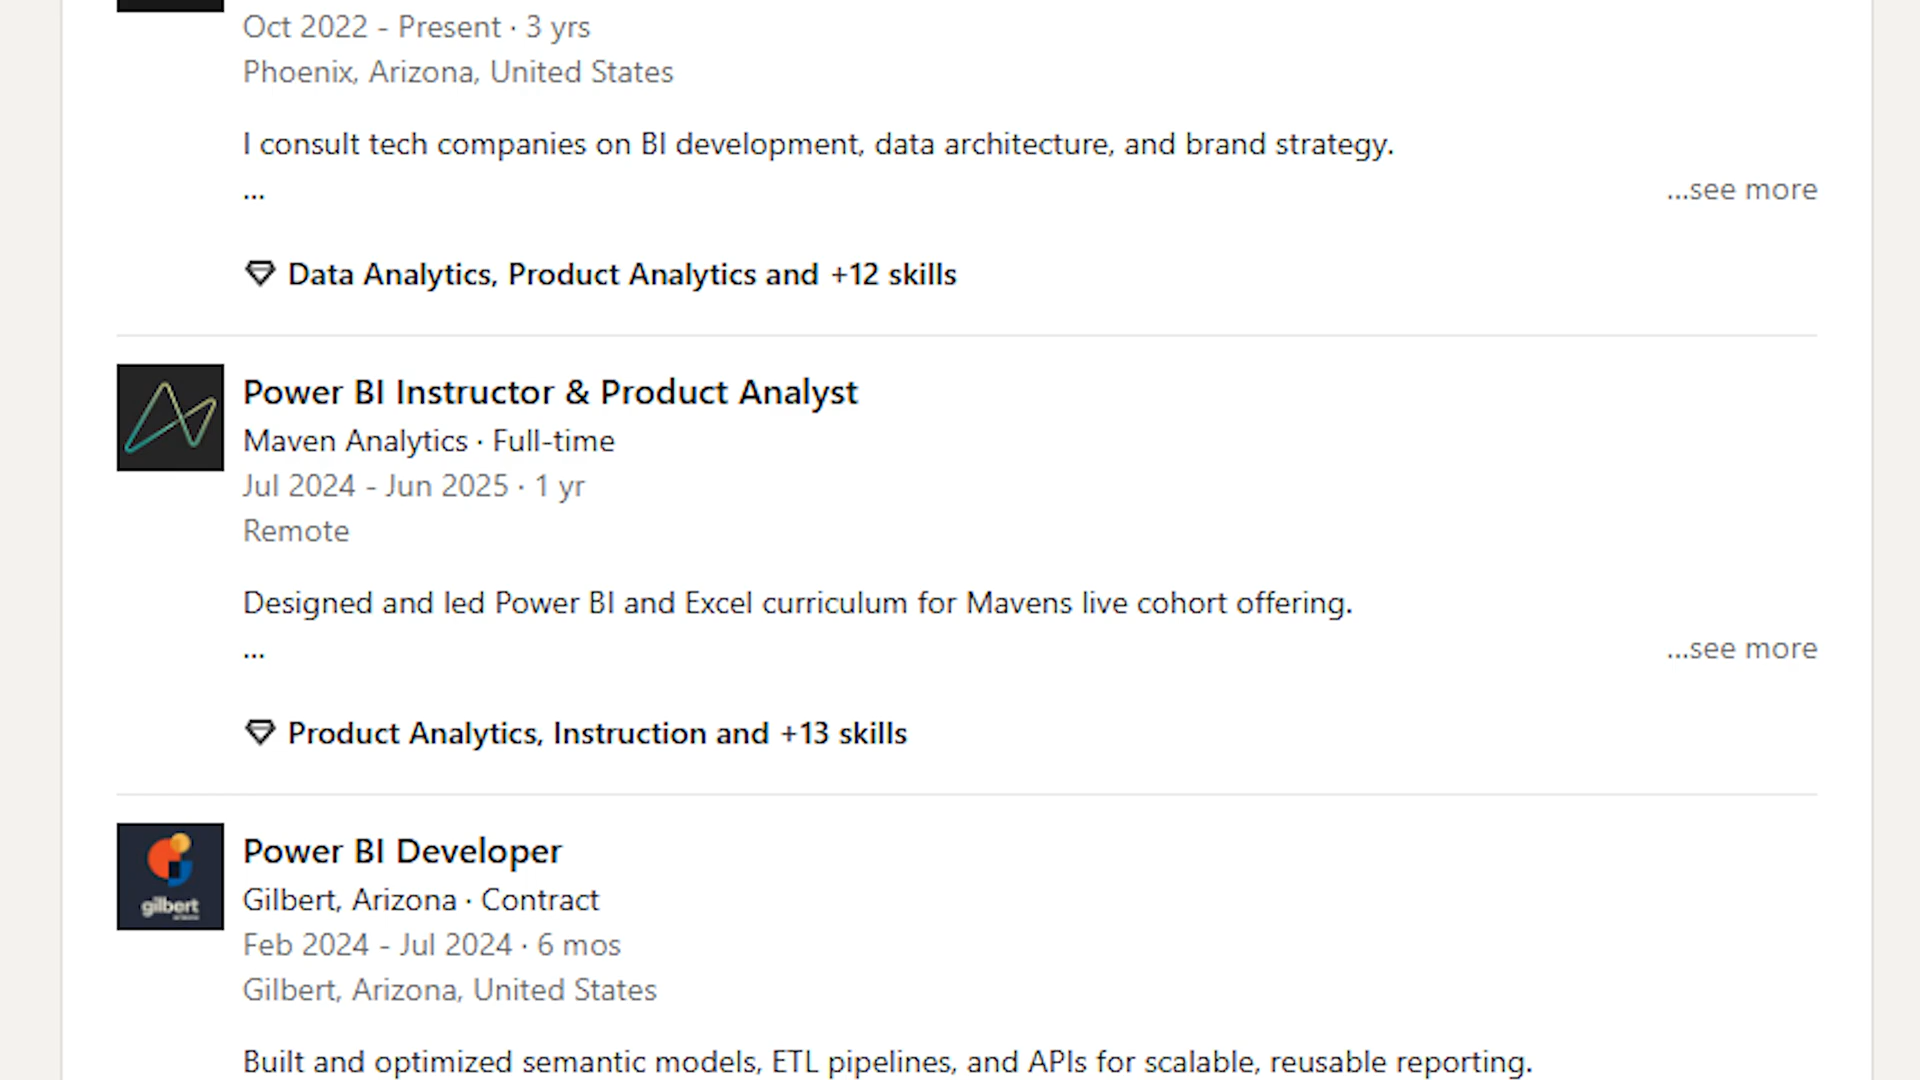 Oct 2022 - Present · 3 yrs
Phoenix, Arizona, United States
I consult tech companies on BI development, data architecture, and brand strategy.
...
...see more
Data Analytics, Product Analytics and +12 skills
Power BI Instructor & Product Analyst
Maven Analytics · Full-time
Jul 2024 - Jun 2025 · 1 yr
Remote
Designed and led Power BI and Excel curriculum for Mavens live cohort offering.
...
...see more
Product Analytics, Instruction and +13 skills
gilbert
Power BI Developer
Gilbert, Arizona · Contract
Feb 2024 - Jul 2024 · 6 mos
Gilbert, Arizona, United States
Built and optimized semantic models, ETL pipelines, and APIs for scalable, reusable reporting.